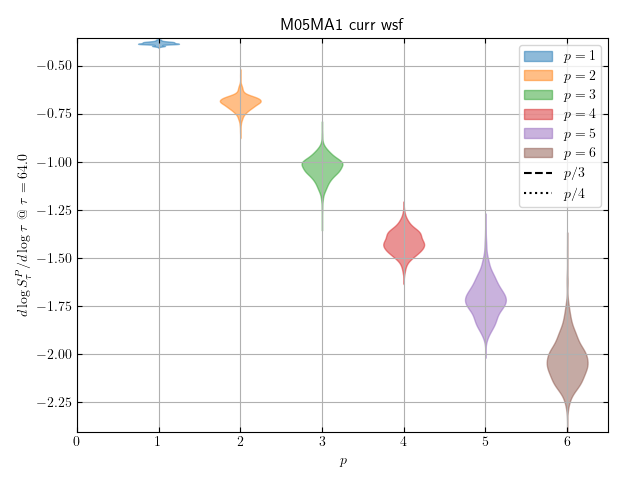 M05MA1 curr wsf
d log S_τ^P / d log τ @ τ = 64.0
−0.50
−0.75
−1.00
−1.25
−1.50
−1.75
−2.00
−2.25
p = 1
p = 2
p = 3
p = 4
p = 5
p = 6
p/3
p/4
0 1 2 3 4 5 6
p